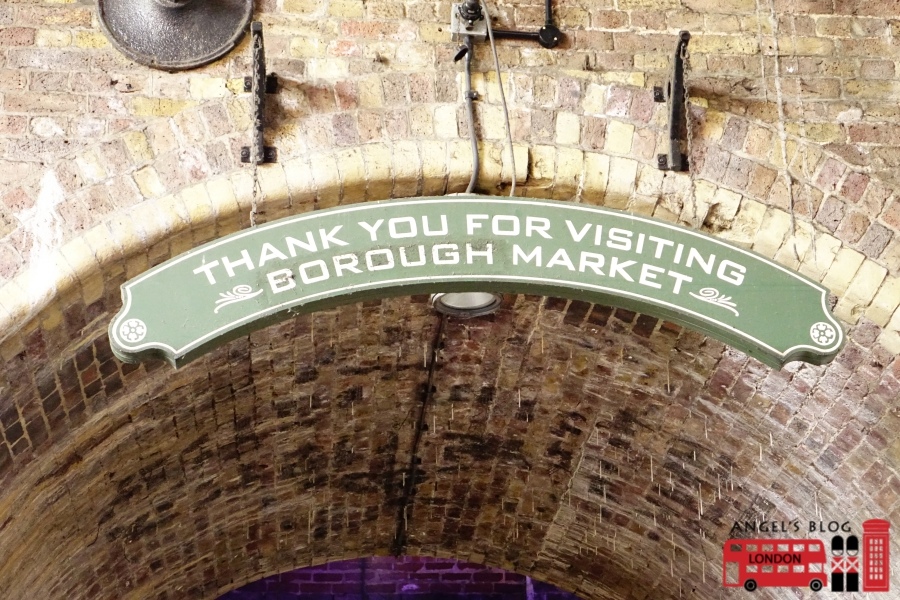 THANK YOU FOR VISITING
BOROUGH MARKET
ANGEL'S BLOG
LONDON